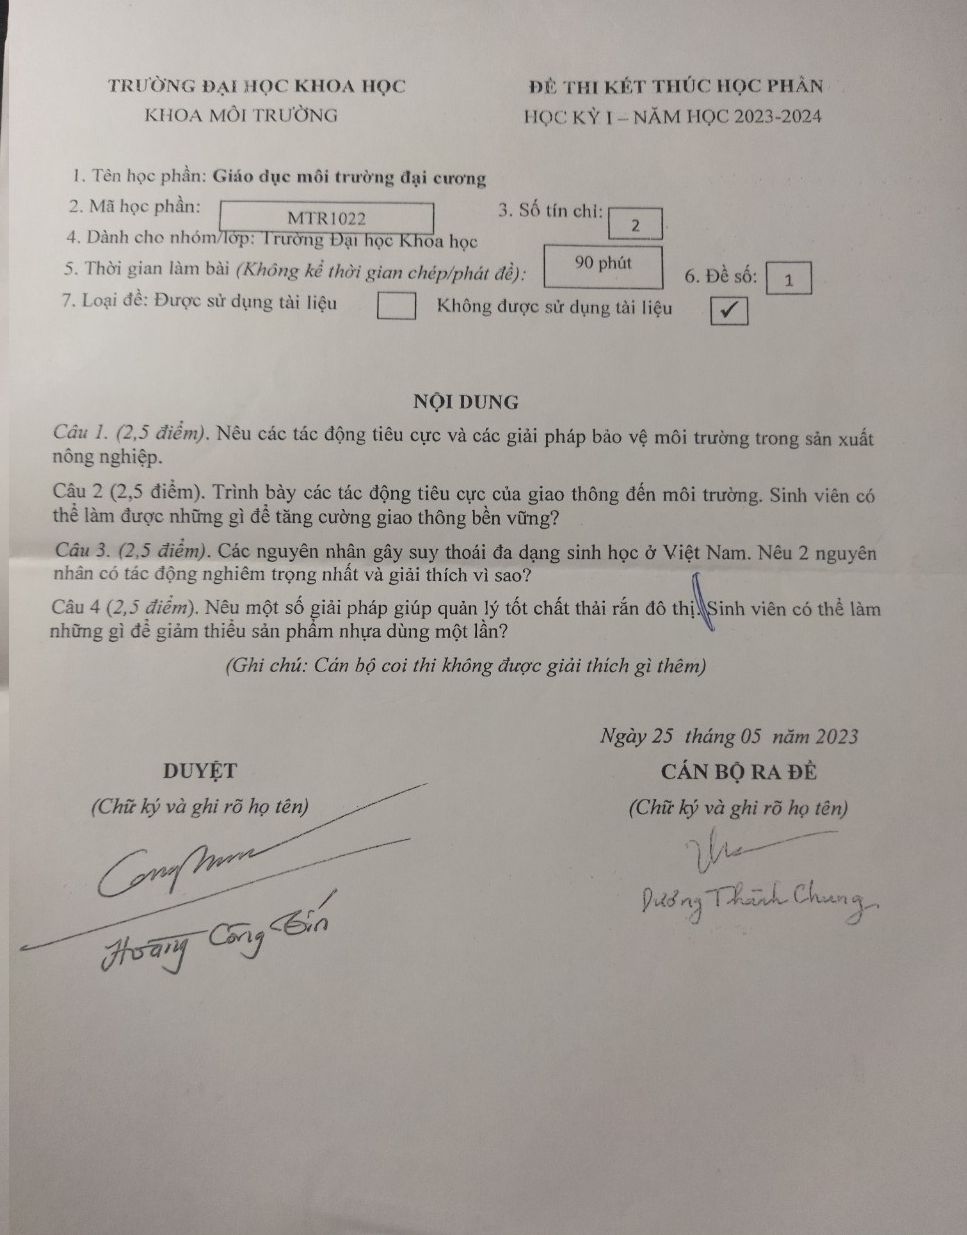 TRƯỜNG ĐẠI HỌC KHOA HỌC
KHOA MÔI TRƯỜNG
ĐỀ THI KẾT THÚC HỌC PHẦN
HỌC KỲ I – NĂM HỌC 2023-2024
1. Tên học phần: Giáo dục môi trường đại cương
2. Mã học phần: MTR1022 3. Số tín chỉ: 2
4. Dành cho nhóm/lớp: Trường Đại học Khoa học
5. Thời gian làm bài (Không kể thời gian chép/phát đề): 90 phút 6. Đề số: 1
7. Loại đề: Được sử dụng tài liệu Không được sử dụng tài liệu ✓
NỘI DUNG
Câu 1. (2,5 điểm). Nêu các tác động tiêu cực và các giải pháp bảo vệ môi trường trong sản xuất
nông nghiệp.
Câu 2 (2,5 điểm). Trình bày các tác động tiêu cực của giao thông đến môi trường. Sinh viên có
thể làm được những gì để tăng cường giao thông bền vững?
Câu 3. (2,5 điểm). Các nguyên nhân gây suy thoái đa dạng sinh học ở Việt Nam. Nêu 2 nguyên
nhân có tác động nghiêm trọng nhất và giải thích vì sao?
Câu 4 (2,5 điểm). Nêu một số giải pháp giúp quản lý tốt chất thải rắn đô thị. Sinh viên có thể làm
những gì để giảm thiểu sản phẩm nhựa dùng một lần?
(Ghi chú: Cán bộ coi thi không được giải thích gì thêm)
Ngày 25 tháng 05 năm 2023
DUYỆT
(Chữ ký và ghi rõ họ tên)
CÁN BỘ RA ĐỀ
(Chữ ký và ghi rõ họ tên)
Hoàng Công Tín
Dương Thành Chung